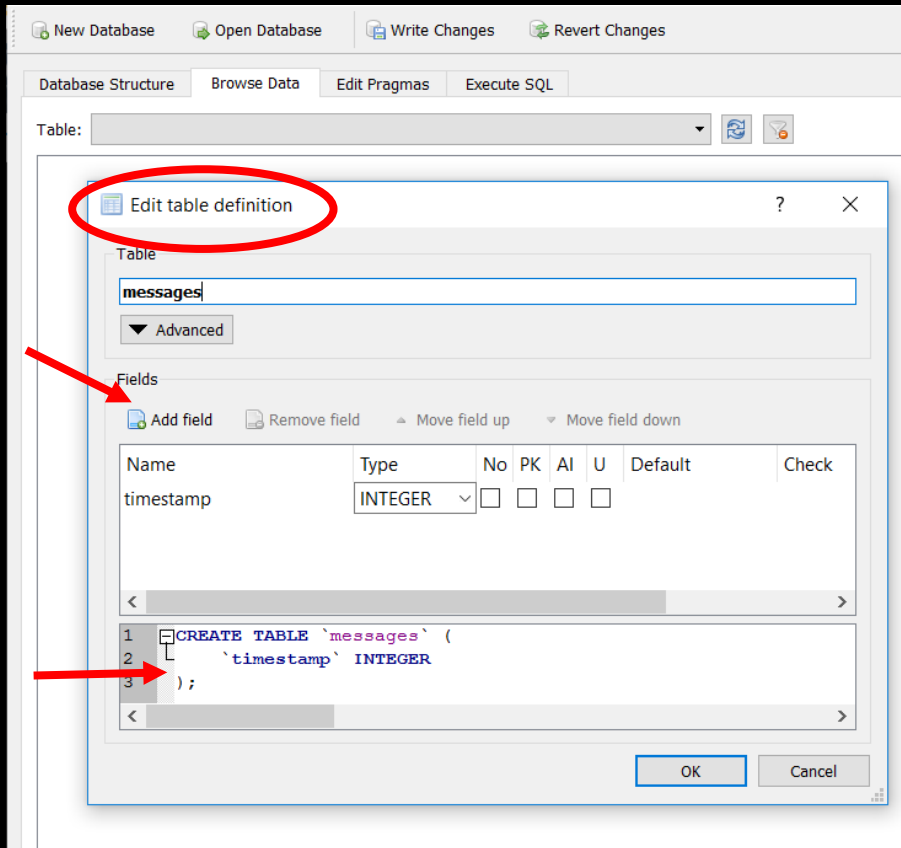 New Database Open Database Write Changes Revert Changes
Database Structure Browse Data Edit Pragmas Execute SQL
Table:
Edit table definition ?
Table
messages
Advanced
Fields
Add field Remove field Move field up Move field down
Name Type No PK AI U Default Check
timestamp INTEGER
1 CREATE TABLE `messages` (
2 `timestamp` INTEGER
3 );
OK Cancel